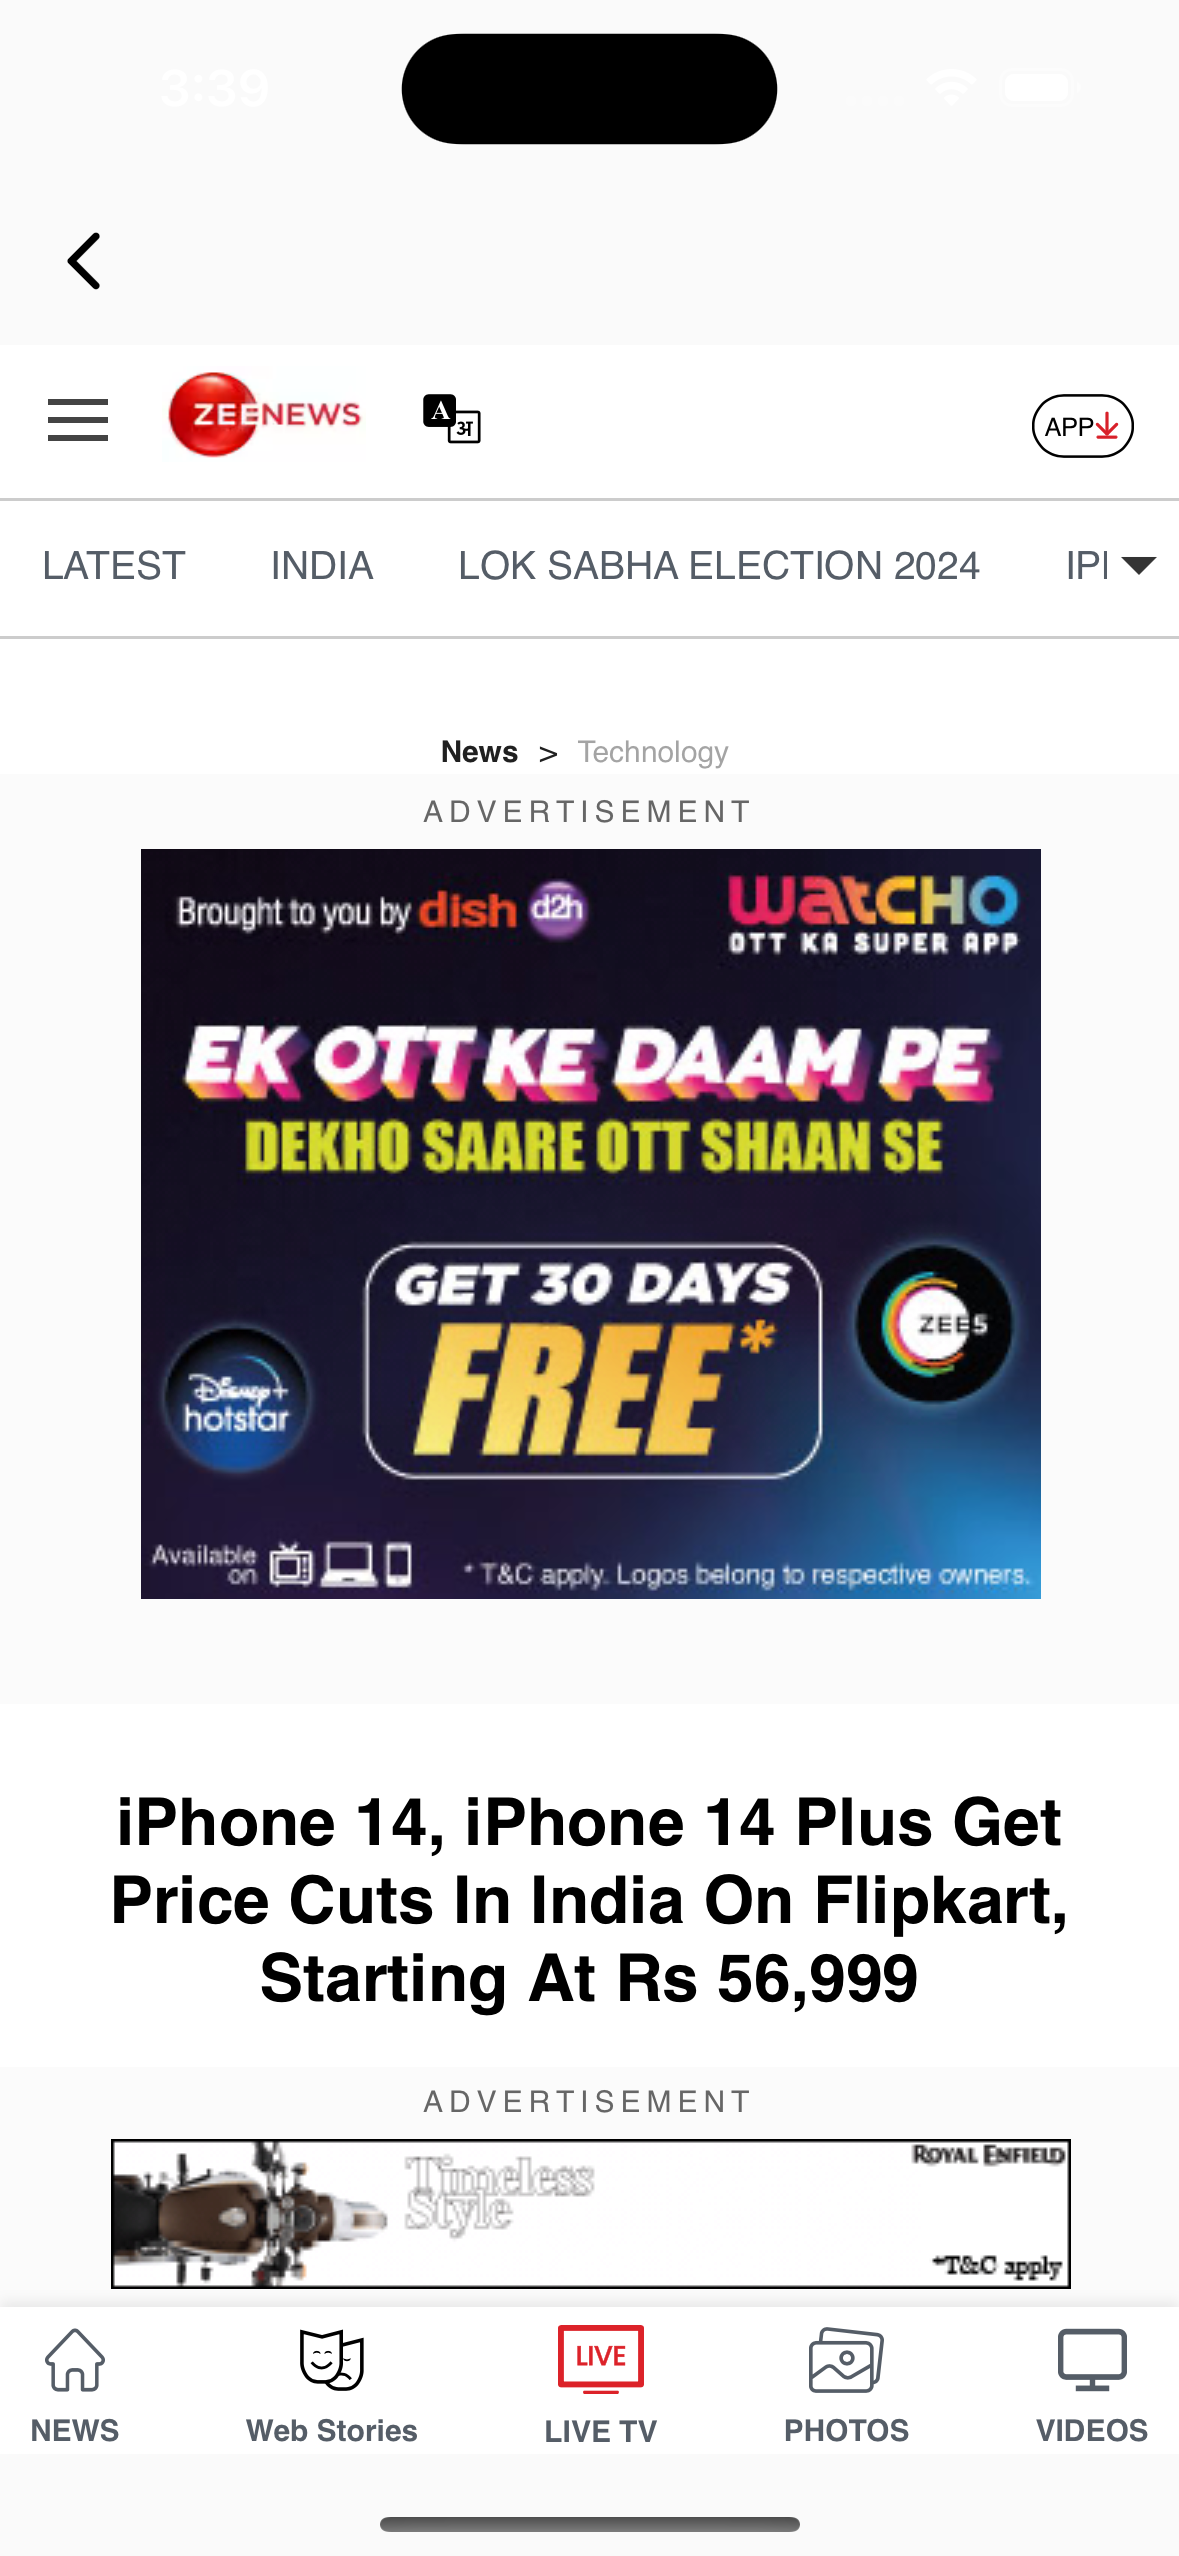 3:39
ZEENEWS
A अ
APP
LATEST INDIA LOK SABHA ELECTION 2024
News > Technology
ADVERTISEMENT
Brought to you by dish d2h
WATCHO
OTT KA SUPER APP
EK OTT KE DAAM PE
DEKHO SAARE OTT SHAAN SE
GET 30 DAYS
FREE*
ZEE5
Disney+
hotstar
Available
on
* T&C apply. Logos belong to respective owners.
iPhone 14, iPhone 14 Plus Get
Price Cuts In India On Flipkart,
Starting At Rs 56,999
ADVERTISEMENT
Timeless
Style
ROYAL ENFIELD
*T&C apply
LIVE
NEWS Web Stories LIVE TV PHOTOS VIDEOS